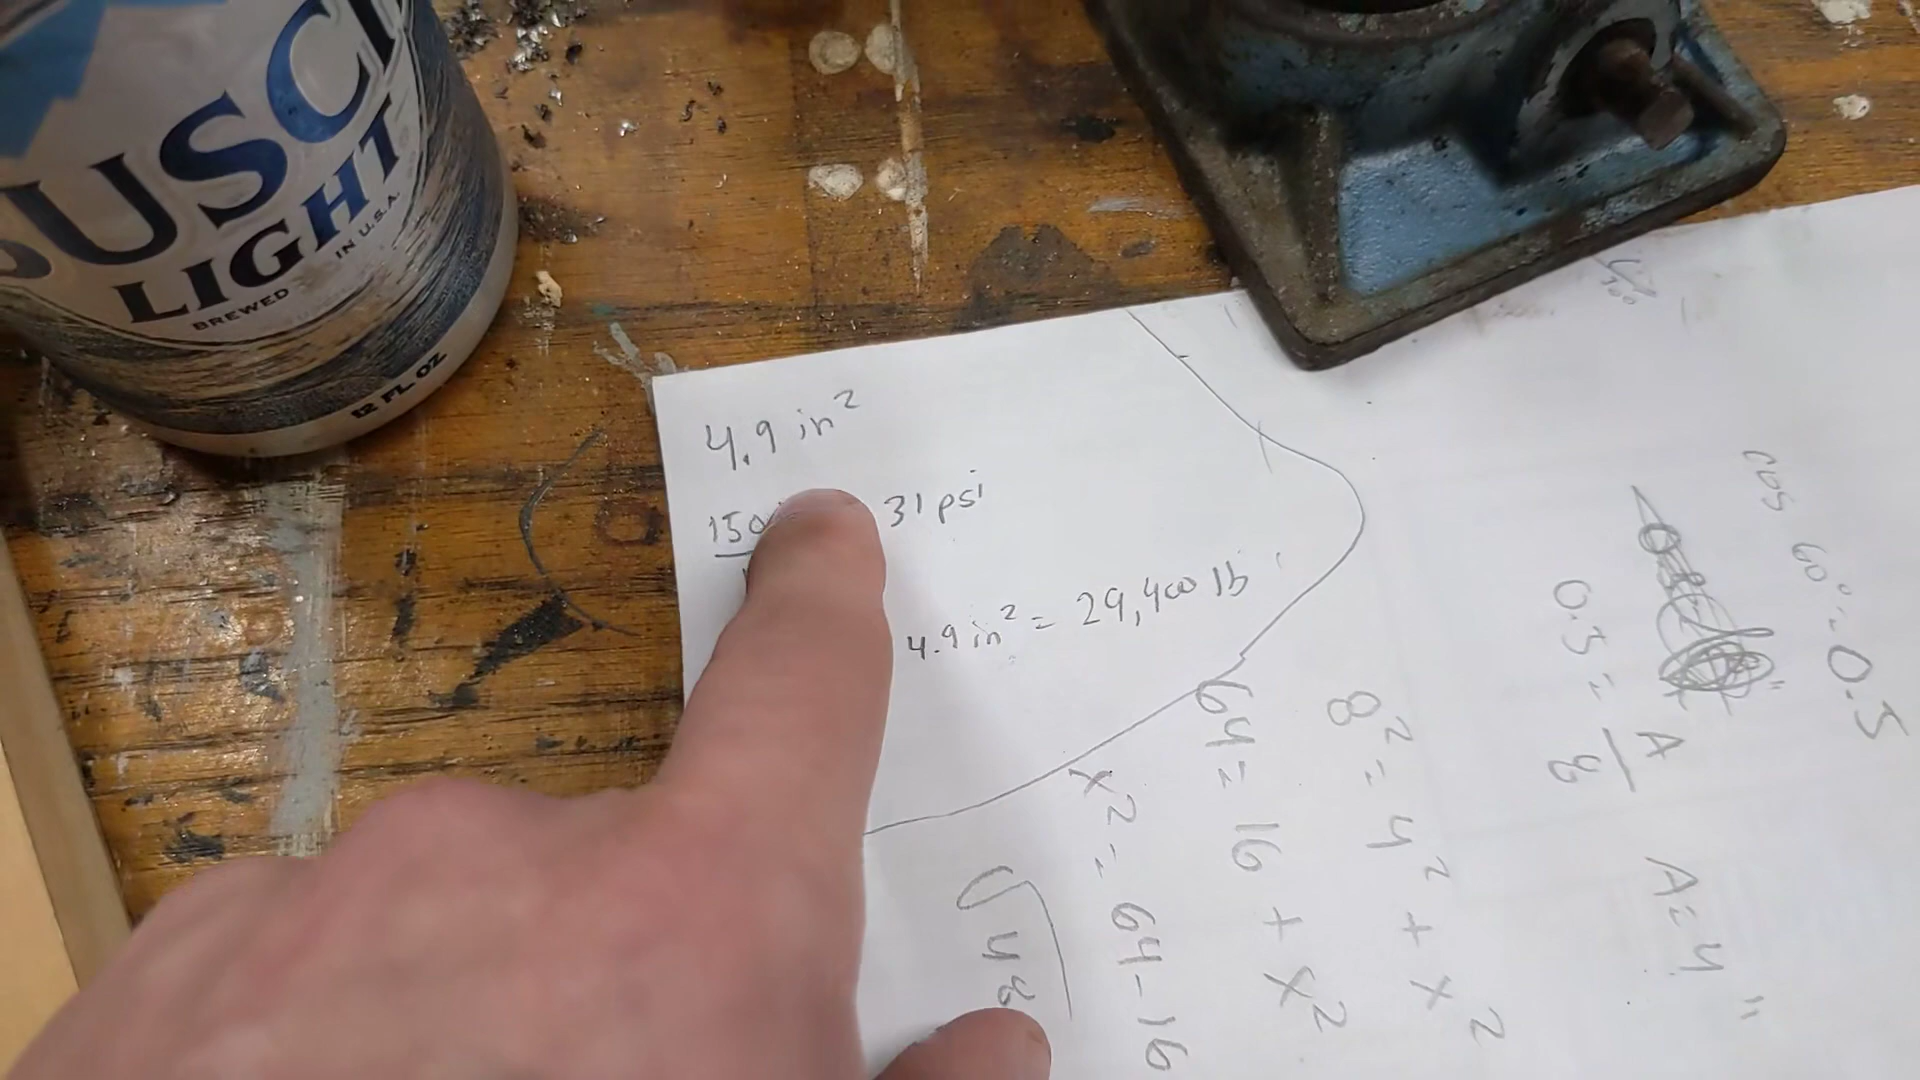 BUSCH
LIGHT
BREWED IN U.S.A.
12 FL OZ
4.9 in²
150 31 psi
4.9 in² = 29,400 lb
cos 60° = 0.5
0.5 = A/8
A = 4"
8² = 4² + x²
64 = 16 + x²
x² = 64 - 16
√48